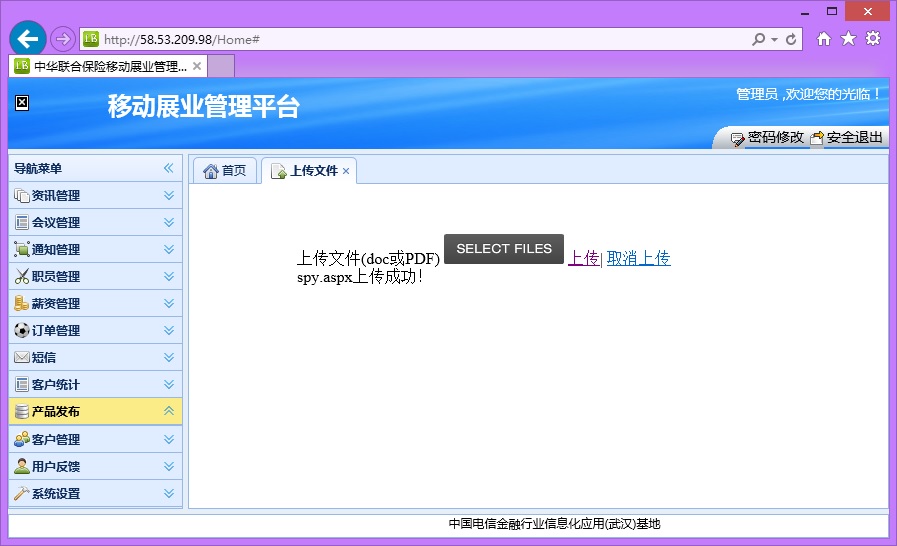 http://58.53.209.98/Home#
中华联合保险移动展业管理...
移动展业管理平台
管理员 ,欢迎您的光临！
密码修改 安全退出
导航菜单
首页 上传文件
资讯管理
会议管理
通知管理
职员管理
薪资管理
订单管理
短信
客户统计
产品发布
客户管理
用户反馈
系统设置
上传文件(doc或PDF) SELECT FILES 上传| 取消上传
spy.aspx上传成功！
中国电信金融行业信息化应用(武汉)基地